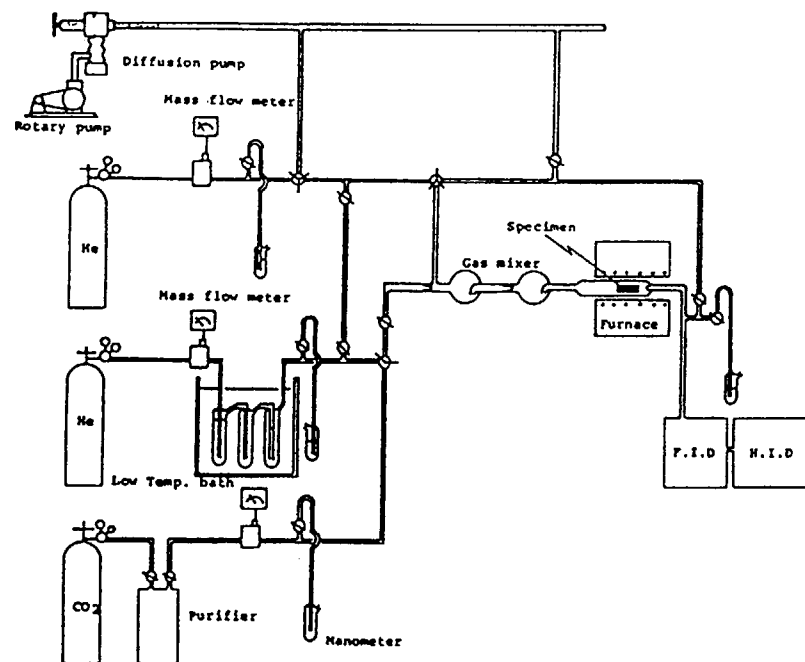 Diffusion pump
Mass flow meter
Rotary pump
He
Specimen
Gas mixer
Mass flow meter
Furnace
He
F.I.D
H.I.D
Low Temp. bath
CO2
Purifier
Manometer